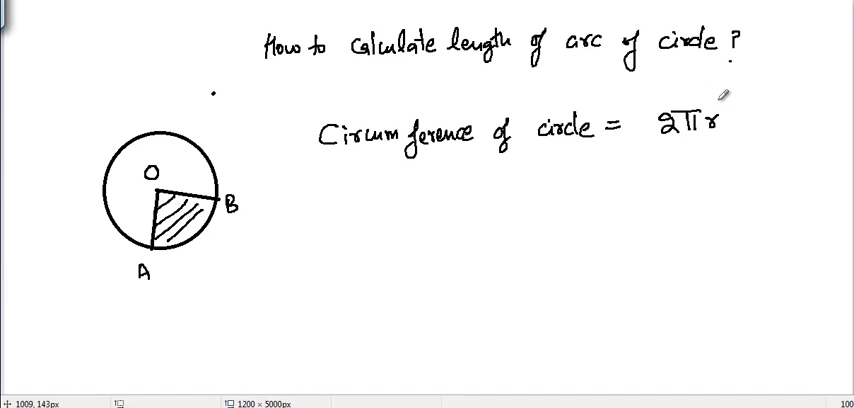 How to calculate length of arc of circle ?
Circumference of circle = 2πr
O
B
A
1009, 143px
1200 × 5000px
100